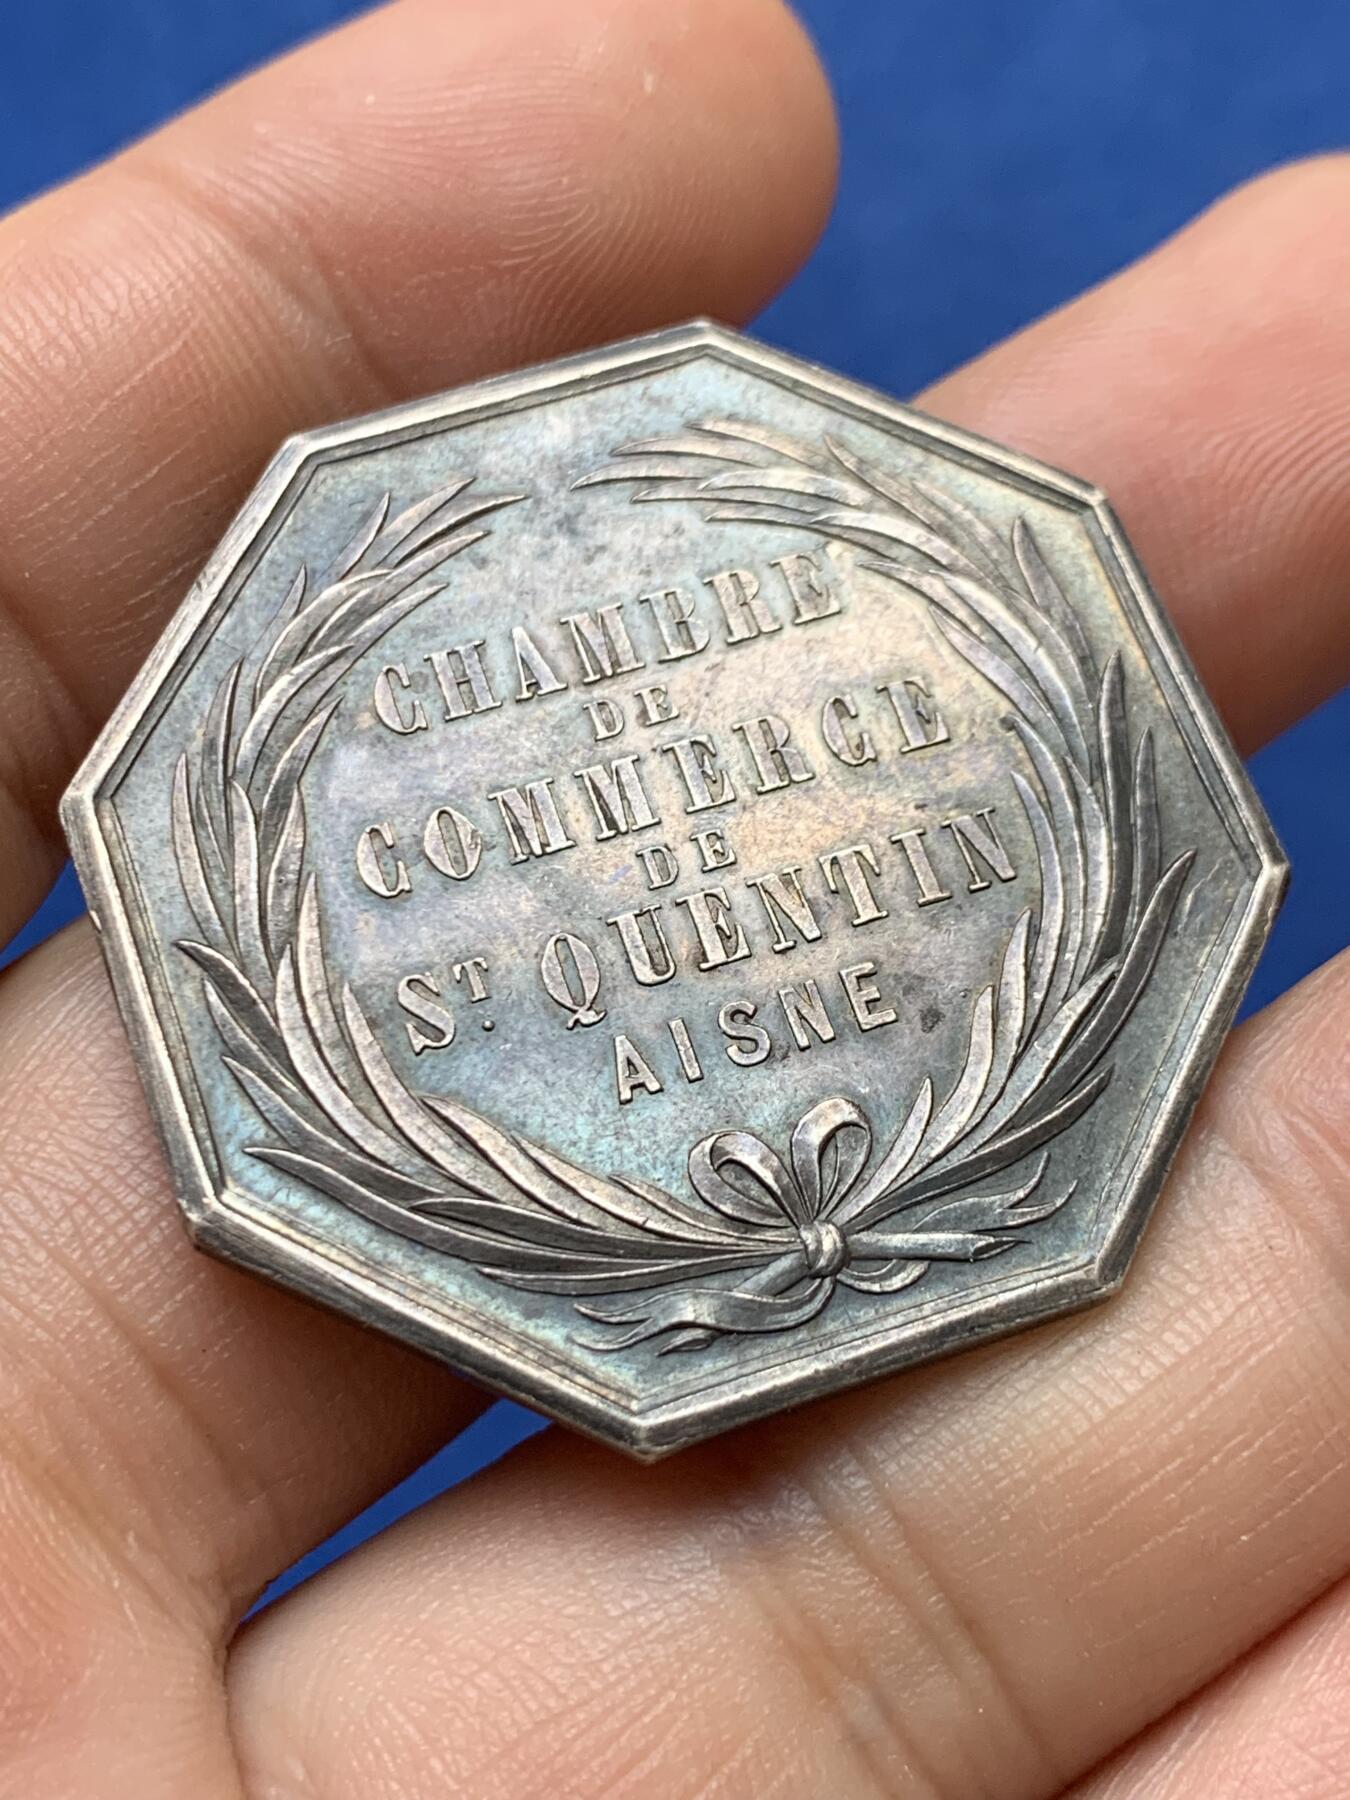 CHAMBRE
DE
COMMERCE
DE
ST. QUENTIN
AISNE